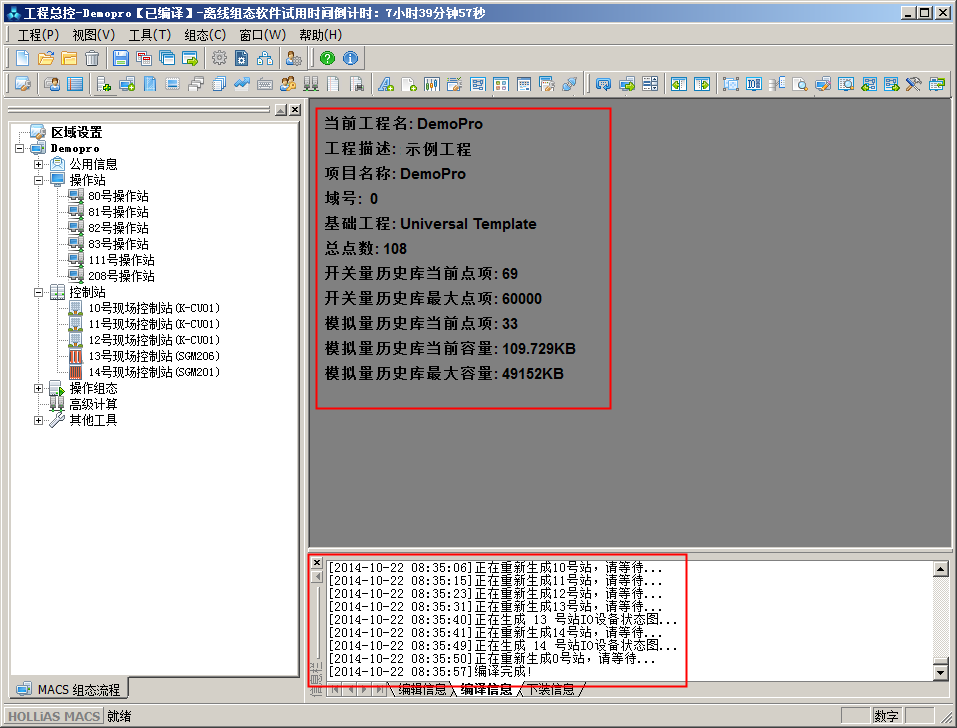 工程总控-Demopro【已编译】-离线组态软件试用时间倒计时: 7小时39分钟57秒
工程(P) 视图(V) 工具(T) 组态(C) 窗口(W) 帮助(H)
区域设置
Demopro
公用信息
操作站
80号操作站
81号操作站
82号操作站
83号操作站
111号操作站
208号操作站
控制站
10号现场控制站(K-CU01)
11号现场控制站(K-CU01)
12号现场控制站(K-CU01)
13号现场控制站(SGM206)
14号现场控制站(SGM201)
操作组态
高级计算
其他工具
MACS 组态流程
当前工程名: DemoPro
工程描述: 示例工程
项目名称: DemoPro
域号: 0
基础工程: Universal Template
总点数: 108
开关量历史库当前点项: 69
开关量历史库最大点项: 60000
模拟量历史库当前点项: 33
模拟量历史库当前容量: 109.729KB
模拟量历史库最大容量: 49152KB
[2014-10-22 08:35:06]正在重新生成10号站，请等待...
[2014-10-22 08:35:15]正在重新生成11号站，请等待...
[2014-10-22 08:35:23]正在重新生成12号站，请等待...
[2014-10-22 08:35:31]正在重新生成13号站，请等待...
[2014-10-22 08:35:40]正在生成 13 号站IO设备状态图...
[2014-10-22 08:35:41]正在重新生成14号站，请等待...
[2014-10-22 08:35:49]正在生成 14 号站IO设备状态图...
[2014-10-22 08:35:50]正在重新生成0号站，请等待...
[2014-10-22 08:35:57]编译完成!
信息栏
编辑信息 编译信息 下装信息
HOLLiAS MACS 就绪 数字